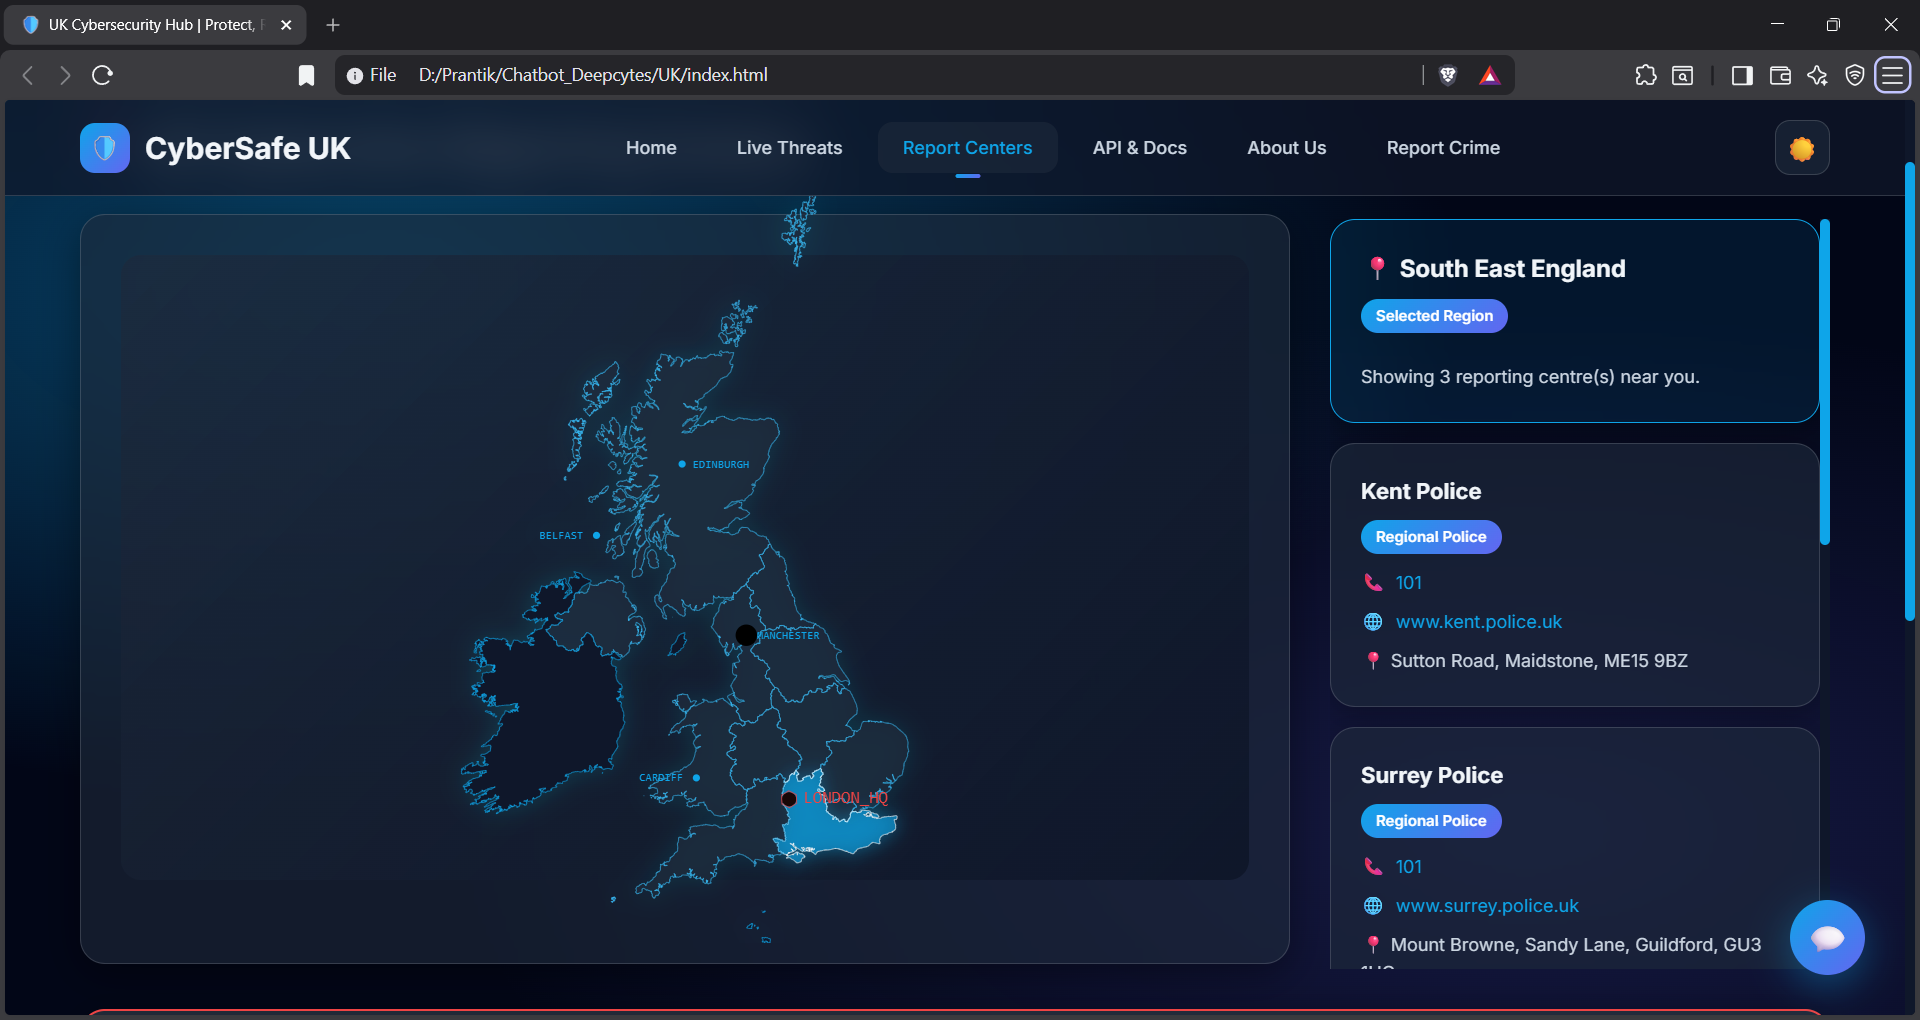 UK Cybersecurity Hub | Protect,
File D:/Prantik/Chatbot_Deepcytes/UK/index.html
CyberSafe UK
Home
Live Threats
Report Centers
API & Docs
About Us
Report Crime
EDINBURGH
BELFAST
MANCHESTER
CARDIFF
LONDON_HQ
South East England
Selected Region
Showing 3 reporting centre(s) near you.
Kent Police
Regional Police
101
www.kent.police.uk
Sutton Road, Maidstone, ME15 9BZ
Surrey Police
Regional Police
101
www.surrey.police.uk
Mount Browne, Sandy Lane, Guildford, GU3